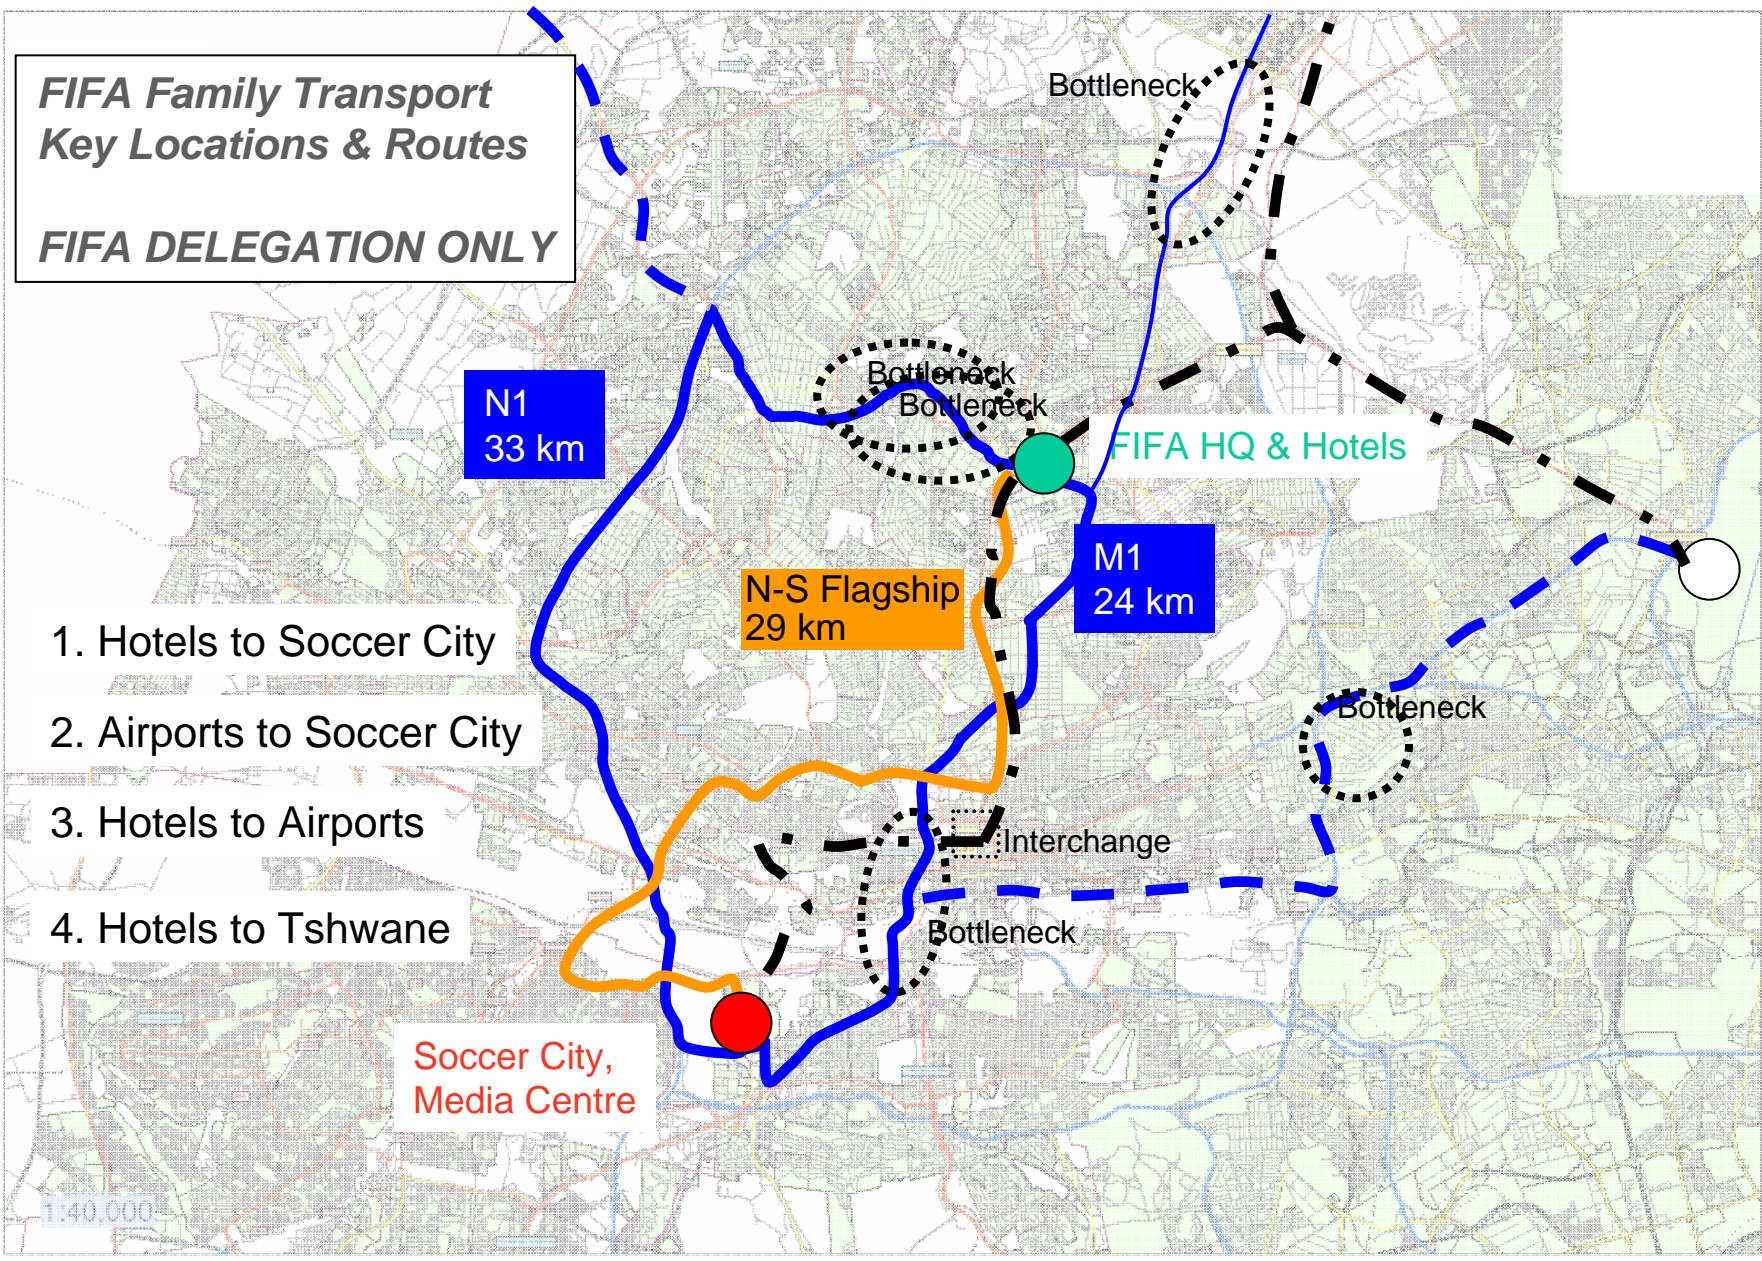 FIFA Family Transport
Key Locations & Routes
FIFA DELEGATION ONLY
Bottleneck
Bottleneck
Bottleneck
N1
33 km
FIFA HQ & Hotels
M1
24 km
N-S Flagship
29 km
1. Hotels to Soccer City
2. Airports to Soccer City
3. Hotels to Airports
4. Hotels to Tshwane
Bottleneck
Interchange
Bottleneck
Soccer City,
Media Centre
1:40,000